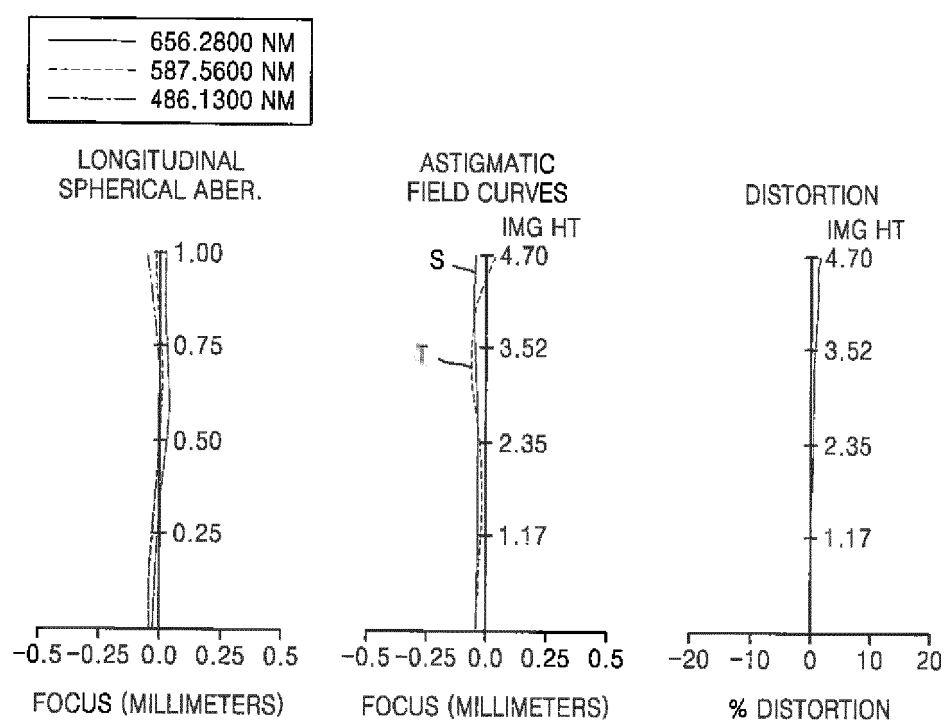 656.2800 NM
587.5600 NM
486.1300 NM
LONGITUDINAL
SPHERICAL ABER.
1.00
0.75
0.50
0.25
-0.5 -0.25 0.0 0.25 0.5
FOCUS (MILLIMETERS)
ASTIGMATIC
FIELD CURVES
IMG HT
S
4.70
T
3.52
2.35
1.17
-0.5 -0.25 0.0 0.25 0.5
FOCUS (MILLIMETERS)
DISTORTION
IMG HT
4.70
3.52
2.35
1.17
-20 -10 0 10 20
% DISTORTION